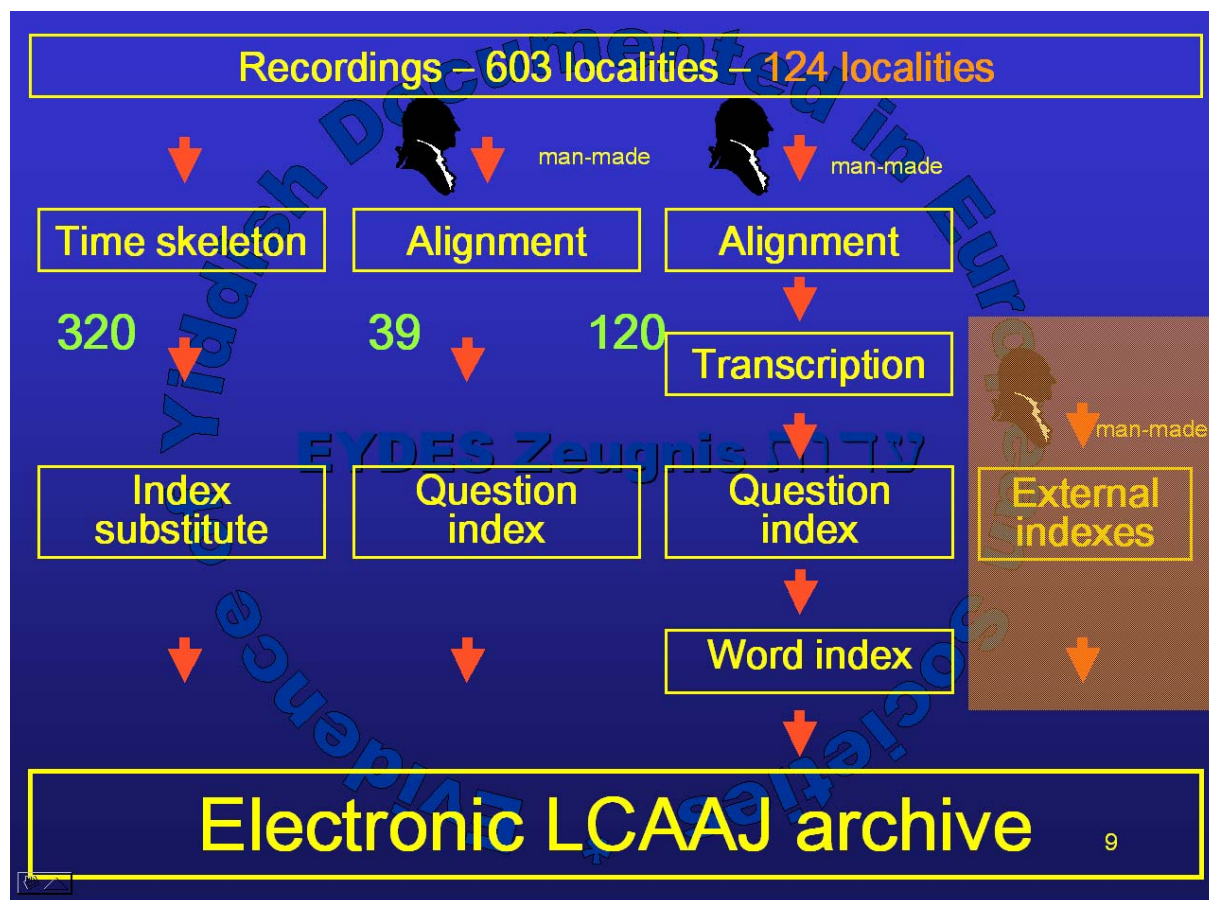 Recordings – 603 localities – 124 localities
man-made
man-made
Time skeleton
Alignment
Alignment
320
39
120
Transcription
man-made
EYDES Zeugnis עדות
Index
substitute
Question
index
Question
index
External
indexes
Word index
Evidence of Yiddish Documented in European Societies *
Electronic LCAAJ archive
9